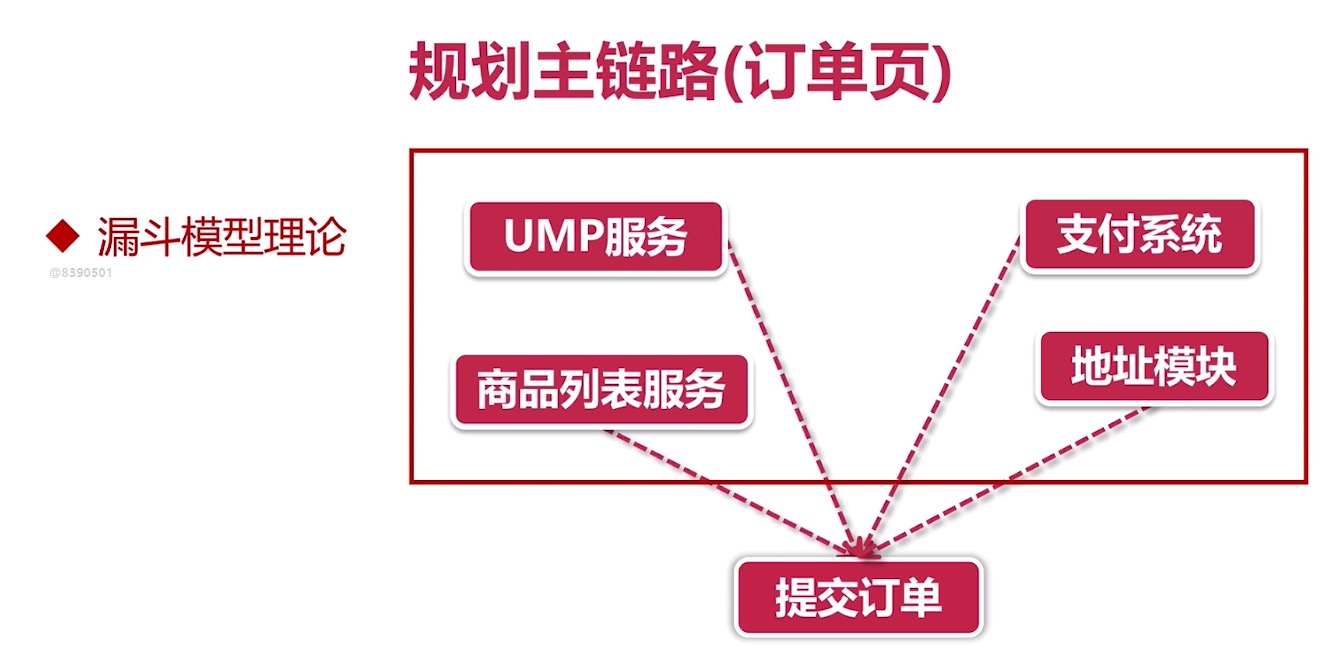 规划主链路(订单页)
漏斗模型理论
@8390501
UMP服务
支付系统
商品列表服务
地址模块
提交订单